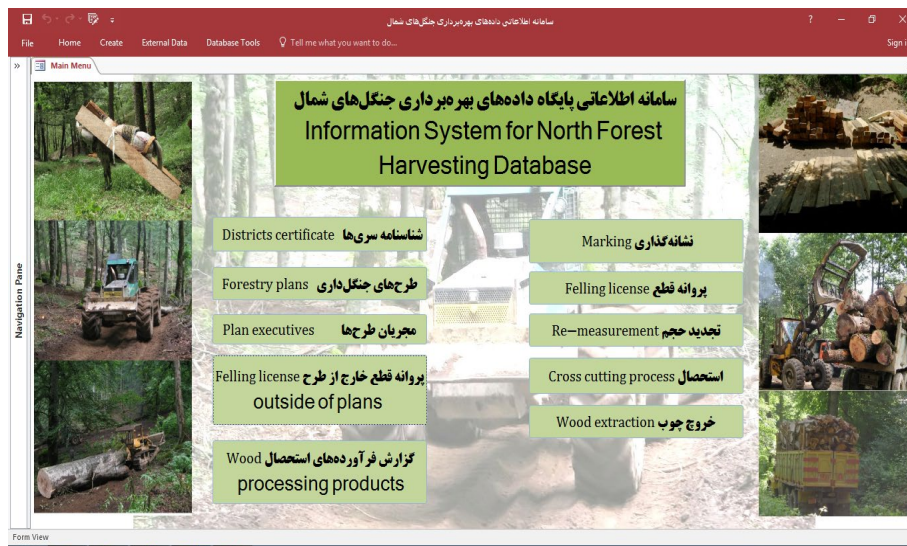 سامانه اطلاعاتی داده‌های بهره‌برداری جنگل‌های شمال
File Home Create External Data Database Tools Tell me what you want to do... Sign i
Main Menu
Navigation Pane
سامانه اطلاعاتی پایگاه داده‌های بهره‌برداری جنگل‌های شمال
Information System for North Forest
Harvesting Database
Districts certificate شناسنامه سری‌ها
Forestry plans طرح‌های جنگل‌داری
Plan executives مجریان طرح‌ها
Felling license پروانه قطع خارج از طرح
outside of plans
Wood گزارش فرآورده‌های استحصال
processing products
Marking نشانه‌گذاری
Felling license پروانه قطع
Re–measurement تجدید حجم
Cross cutting process استحصال
Wood extraction خروج چوب
Form View